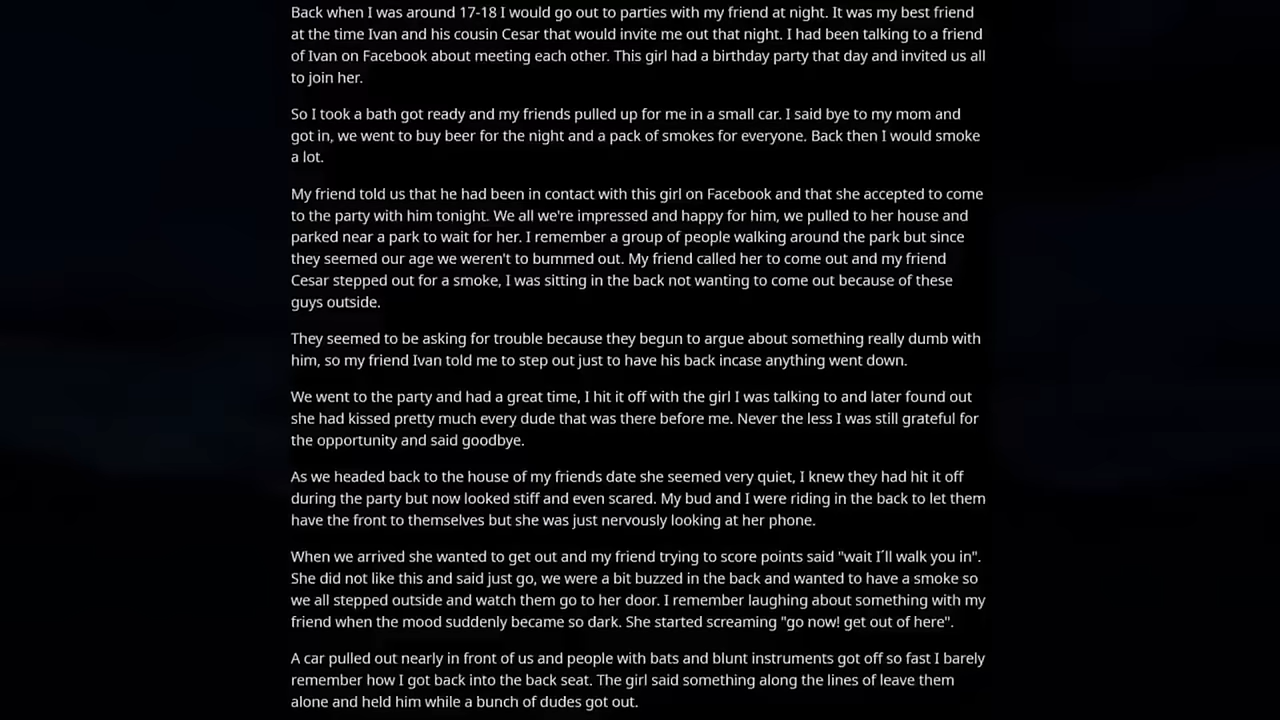 Back when I was around 17-18 I would go out to parties with my friend at night. It was my best friend
at the time Ivan and his cousin Cesar that would invite me out that night. I had been talking to a friend
of Ivan on Facebook about meeting each other. This girl had a birthday party that day and invited us all
to join her.
So I took a bath got ready and my friends pulled up for me in a small car. I said bye to my mom and
got in, we went to buy beer for the night and a pack of smokes for everyone. Back then I would smoke
a lot.
My friend told us that he had been in contact with this girl on Facebook and that she accepted to come
to the party with him tonight. We all we're impressed and happy for him, we pulled to her house and
parked near a park to wait for her. I remember a group of people walking around the park but since
they seemed our age we weren't to bummed out. My friend called her to come out and my friend
Cesar stepped out for a smoke, I was sitting in the back not wanting to come out because of these
guys outside.
They seemed to be asking for trouble because they begun to argue about something really dumb with
him, so my friend Ivan told me to step out just to have his back incase anything went down.
We went to the party and had a great time, I hit it off with the girl I was talking to and later found out
she had kissed pretty much every dude that was there before me. Never the less I was still grateful for
the opportunity and said goodbye.
As we headed back to the house of my friends date she seemed very quiet, I knew they had hit it off
during the party but now looked stiff and even scared. My bud and I were riding in the back to let them
have the front to themselves but she was just nervously looking at her phone.
When we arrived she wanted to get out and my friend trying to score points said "wait I´ll walk you in".
She did not like this and said just go, we were a bit buzzed in the back and wanted to have a smoke so
we all stepped outside and watch them go to her door. I remember laughing about something with my
friend when the mood suddenly became so dark. She started screaming "go now! get out of here".
A car pulled out nearly in front of us and people with bats and blunt instruments got off so fast I barely
remember how I got back into the back seat. The girl said something along the lines of leave them
alone and held him while a bunch of dudes got out.